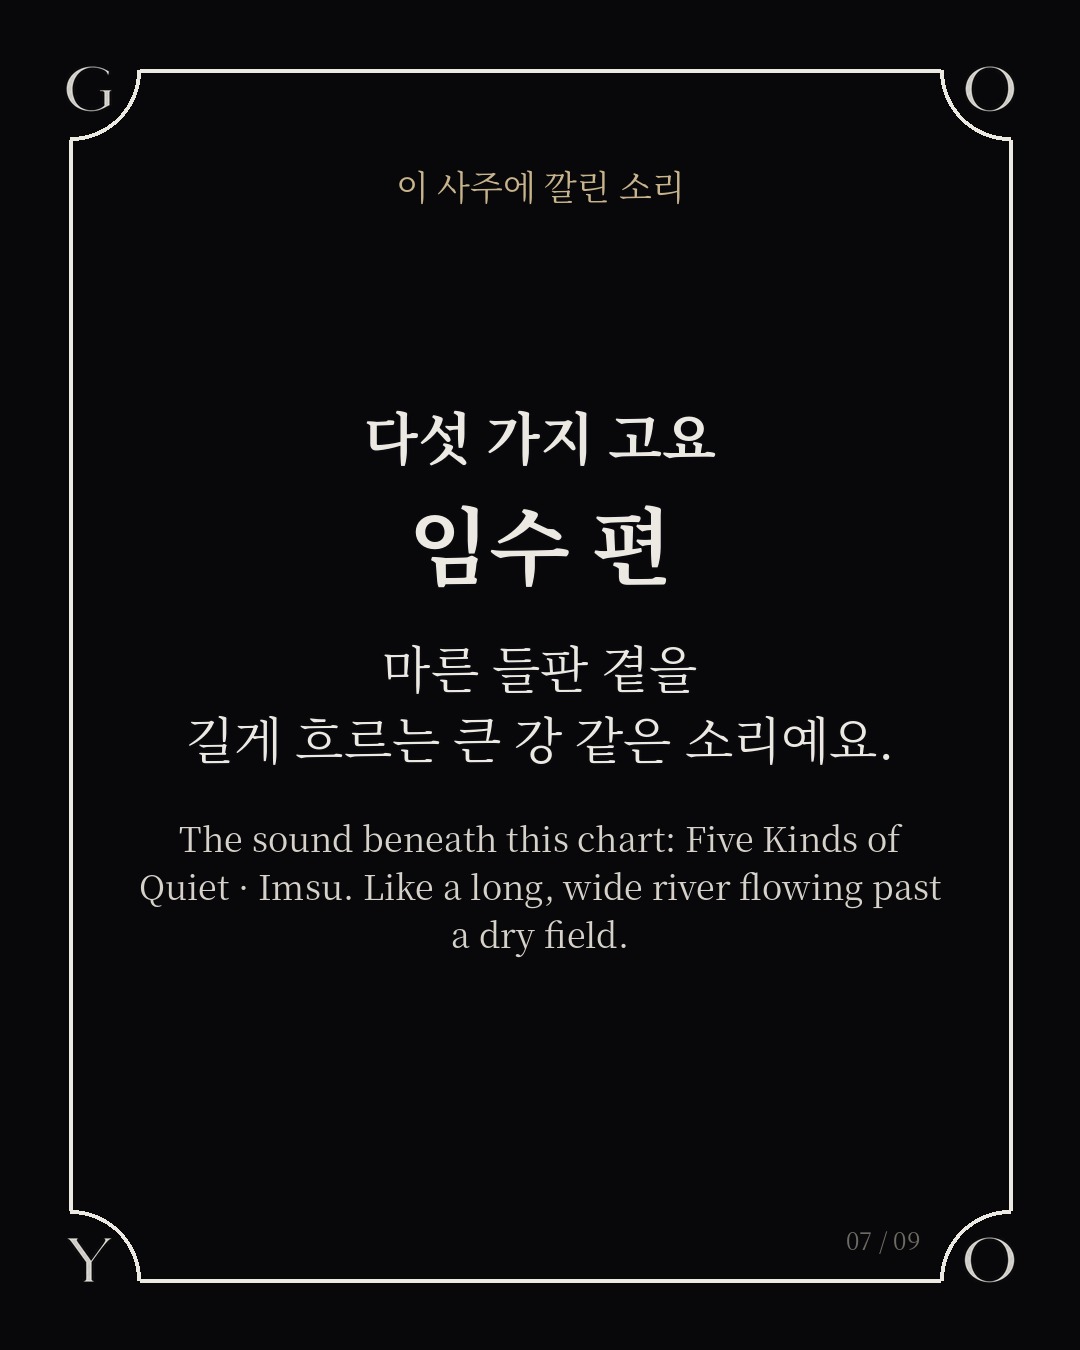 G O
이 사주에 깔린 소리
다섯 가지 고요
임수 편
마른 들판 곁을
길게 흐르는 큰 강 같은 소리예요.
The sound beneath this chart: Five Kinds of
Quiet · Imsu. Like a long, wide river flowing past
a dry field.
07 / 09
Y O